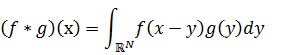 (f * g)(x) = ∫_{ℝ^N} f(x − y)g(y)dy